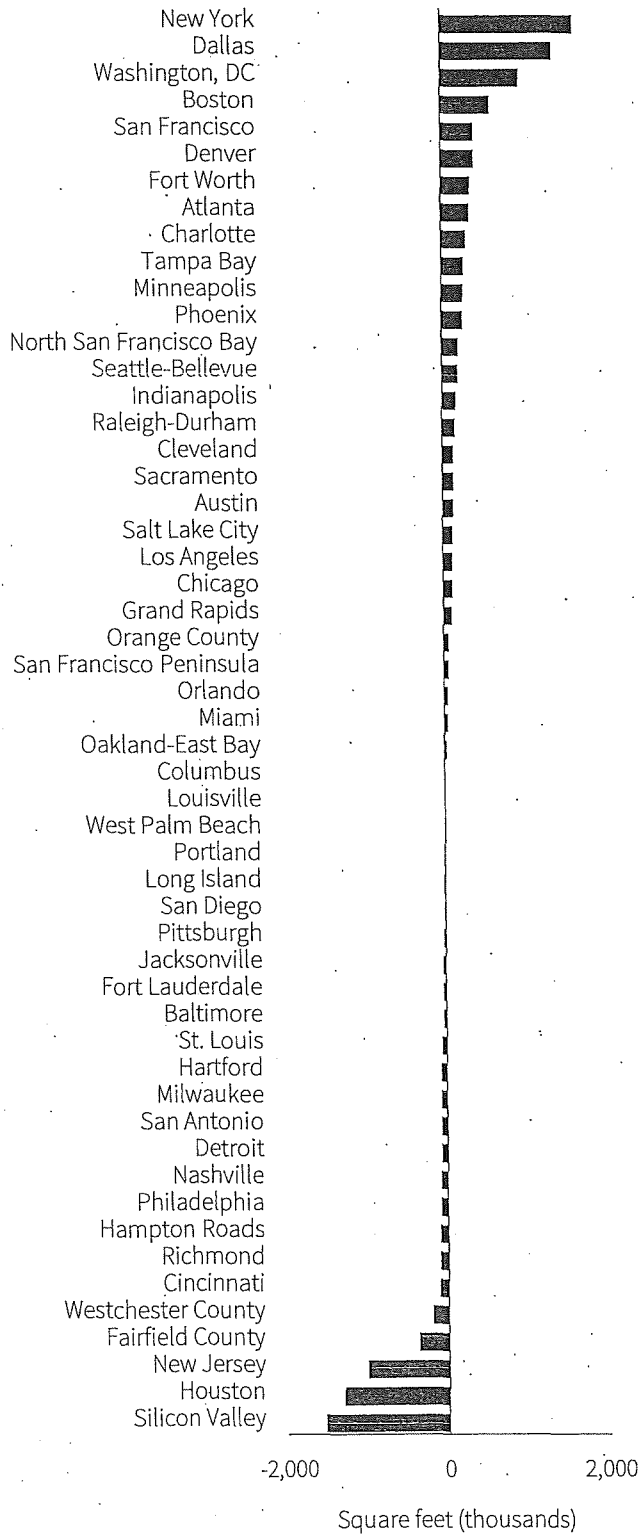 New York
Dallas
Washington, DC
Boston
San Francisco
Denver
Fort Worth
Atlanta
Charlotte
Tampa Bay
Minneapolis
Phoenix
North San Francisco Bay
Seattle-Bellevue
Indianapolis
Raleigh-Durham
Cleveland
Sacramento
Austin
Salt Lake City
Los Angeles
Chicago
Grand Rapids
Orange County
San Francisco Peninsula
Orlando
Miami
Oakland-East Bay
Columbus
Louisville
West Palm Beach
Portland
Long Island
San Diego
Pittsburgh
Jacksonville
Fort Lauderdale
Baltimore
St. Louis
Hartford
Milwaukee
San Antonio
Detroit
Nashville
Philadelphia
Hampton Roads
Richmond
Cincinnati
Westchester County
Fairfield County
New Jersey
Houston
Silicon Valley
-2,000 0 2,000
Square feet (thousands)